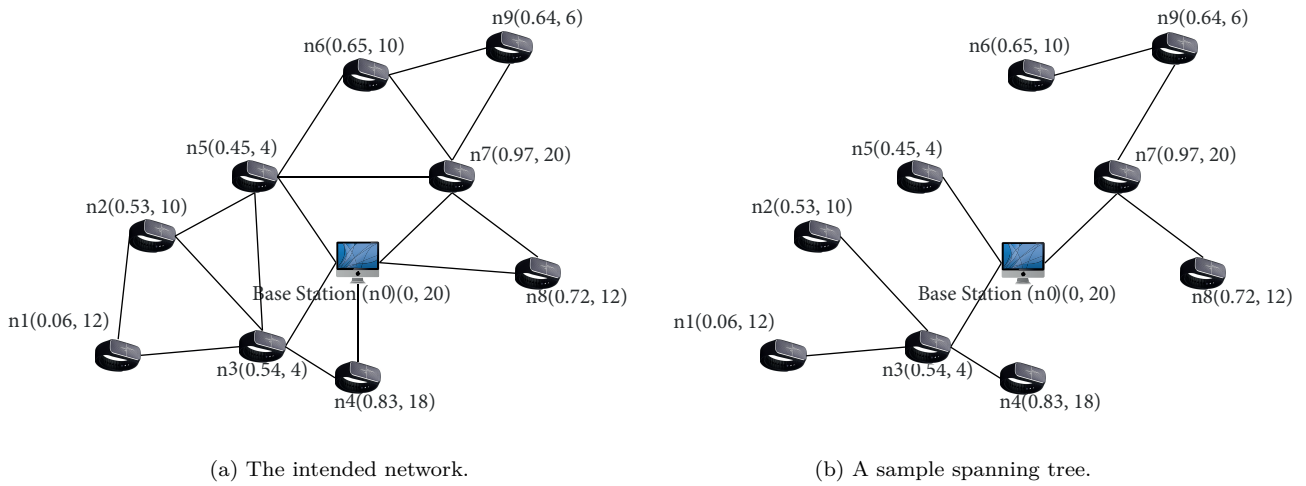 n9(0.64, 6)
n6(0.65, 10)
n5(0.45, 4)
n7(0.97, 20)
n2(0.53, 10)
Base Station (n0)(0, 20)
n8(0.72, 12)
n1(0.06, 12)
n3(0.54, 4)
n4(0.83, 18)
(a) The intended network.
n9(0.64, 6)
n6(0.65, 10)
n5(0.45, 4)
n7(0.97, 20)
n2(0.53, 10)
Base Station (n0)(0, 20)
n8(0.72, 12)
n1(0.06, 12)
n3(0.54, 4)
n4(0.83, 18)
(b) A sample spanning tree.